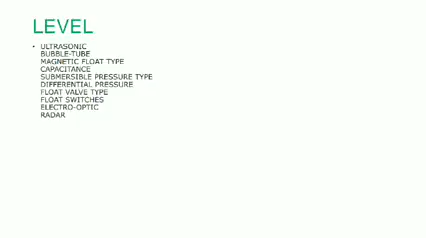 LEVEL
• ULTRASONIC
BUBBLE-TUBE
MAGNETIC FLOAT TYPE
CAPACITANCE
SUBMERSIBLE PRESSURE TYPE
DIFFERENTIAL PRESSURE
FLOAT VALVE TYPE
FLOAT SWITCHES
ELECTRO-OPTIC
RADAR